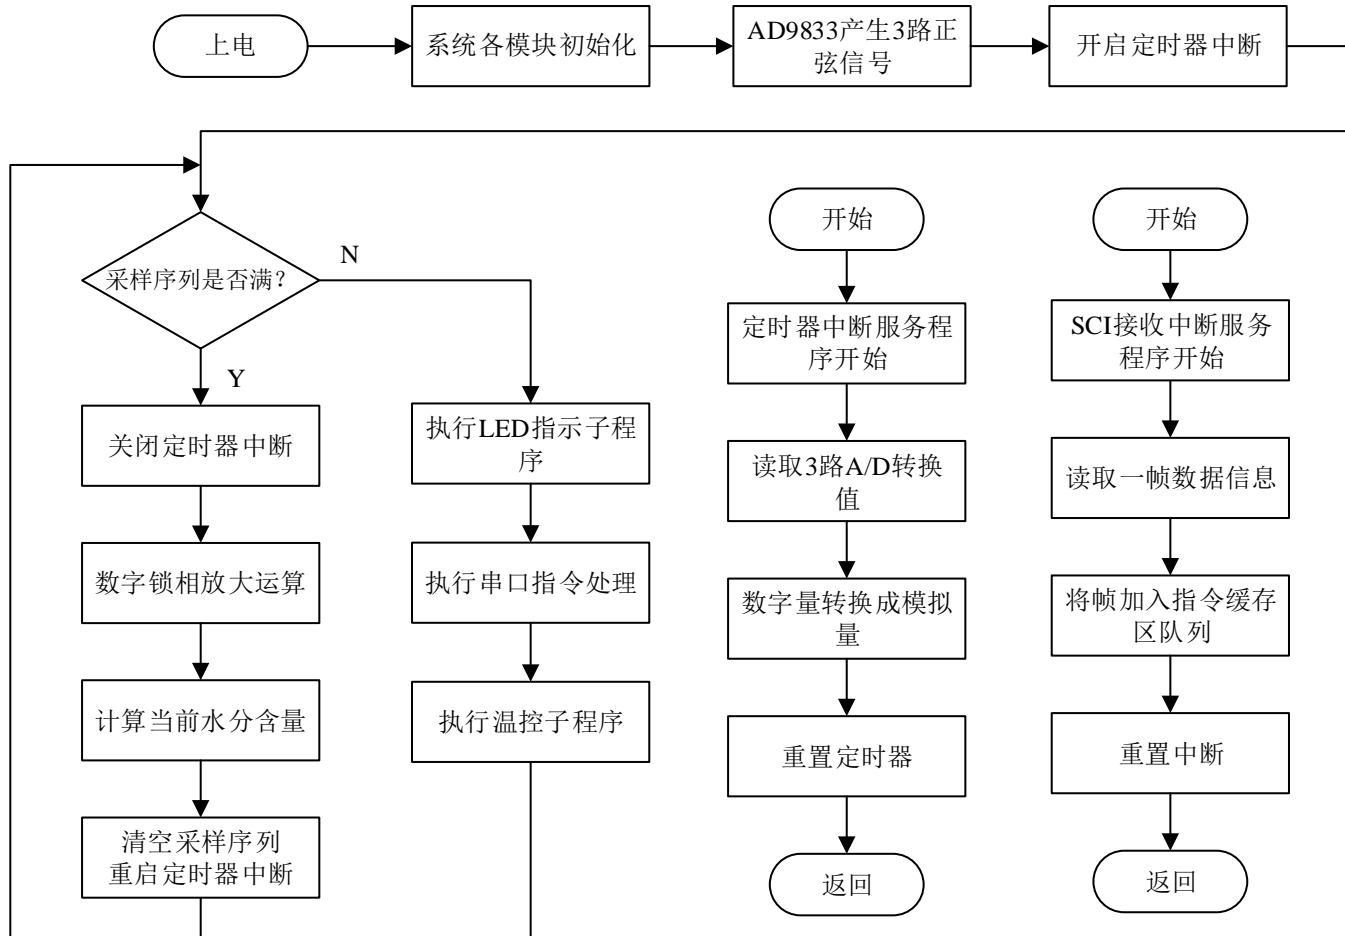 上电
系统各模块初始化
AD9833产生3路正
弦信号
开启定时器中断
采样序列是否满?
N
Y
关闭定时器中断
数字锁相放大运算
计算当前水分含量
清空采样序列
重启定时器中断
执行LED指示子程
序
执行串口指令处理
执行温控子程序
开始
定时器中断服务程
序开始
读取3路A/D转换
值
数字量转换成模拟
量
重置定时器
返回
开始
SCI接收中断服务
程序开始
读取一帧数据信息
将帧加入指令缓存
区队列
重置中断
返回